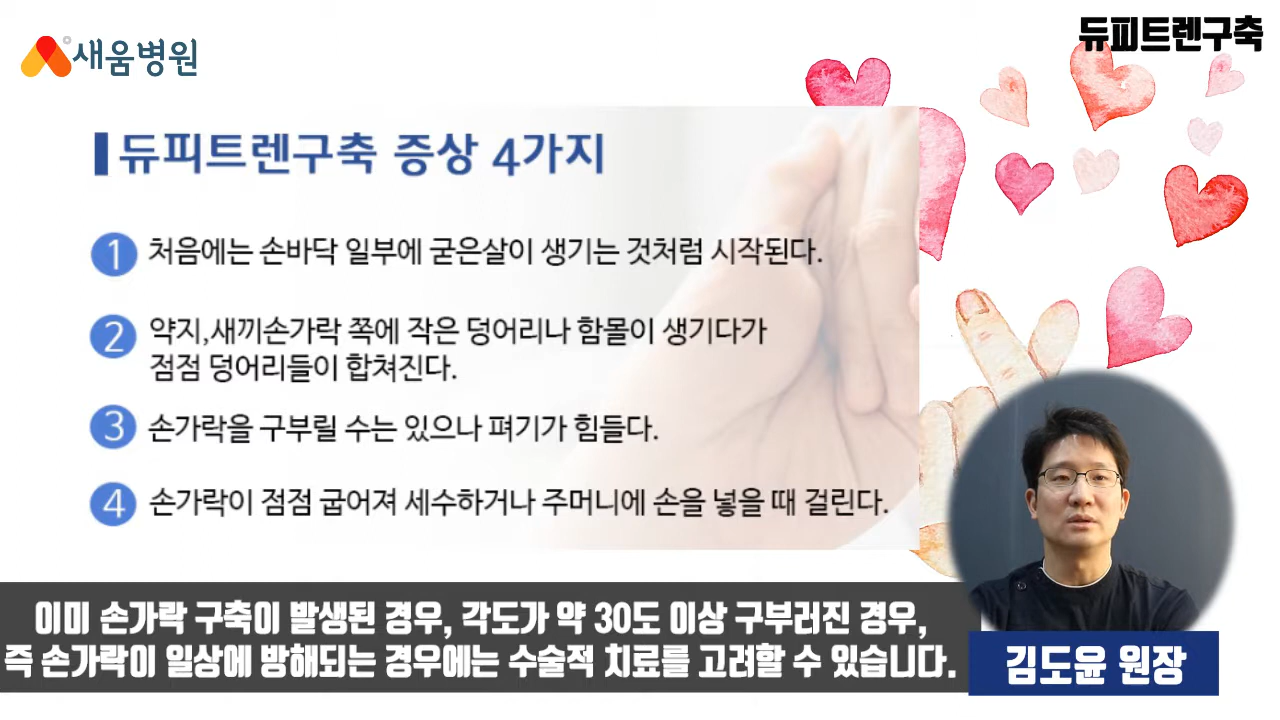 새움병원
듀피트렌구축
듀피트렌구축 증상 4가지
1 처음에는 손바닥 일부에 굳은살이 생기는 것처럼 시작된다.
2 약지,새끼손가락 쪽에 작은 덩어리나 함몰이 생기다가
점점 덩어리들이 합쳐진다.
3 손가락을 구부릴 수는 있으나 펴기가 힘들다.
4 손가락이 점점 굽어져 세수하거나 주머니에 손을 넣을 때 걸린다.
이미 손가락 구축이 발생된 경우, 각도가 약 30도 이상 구부러진 경우,
즉 손가락이 일상에 방해되는 경우에는 수술적 치료를 고려할 수 있습니다.
김도윤 원장